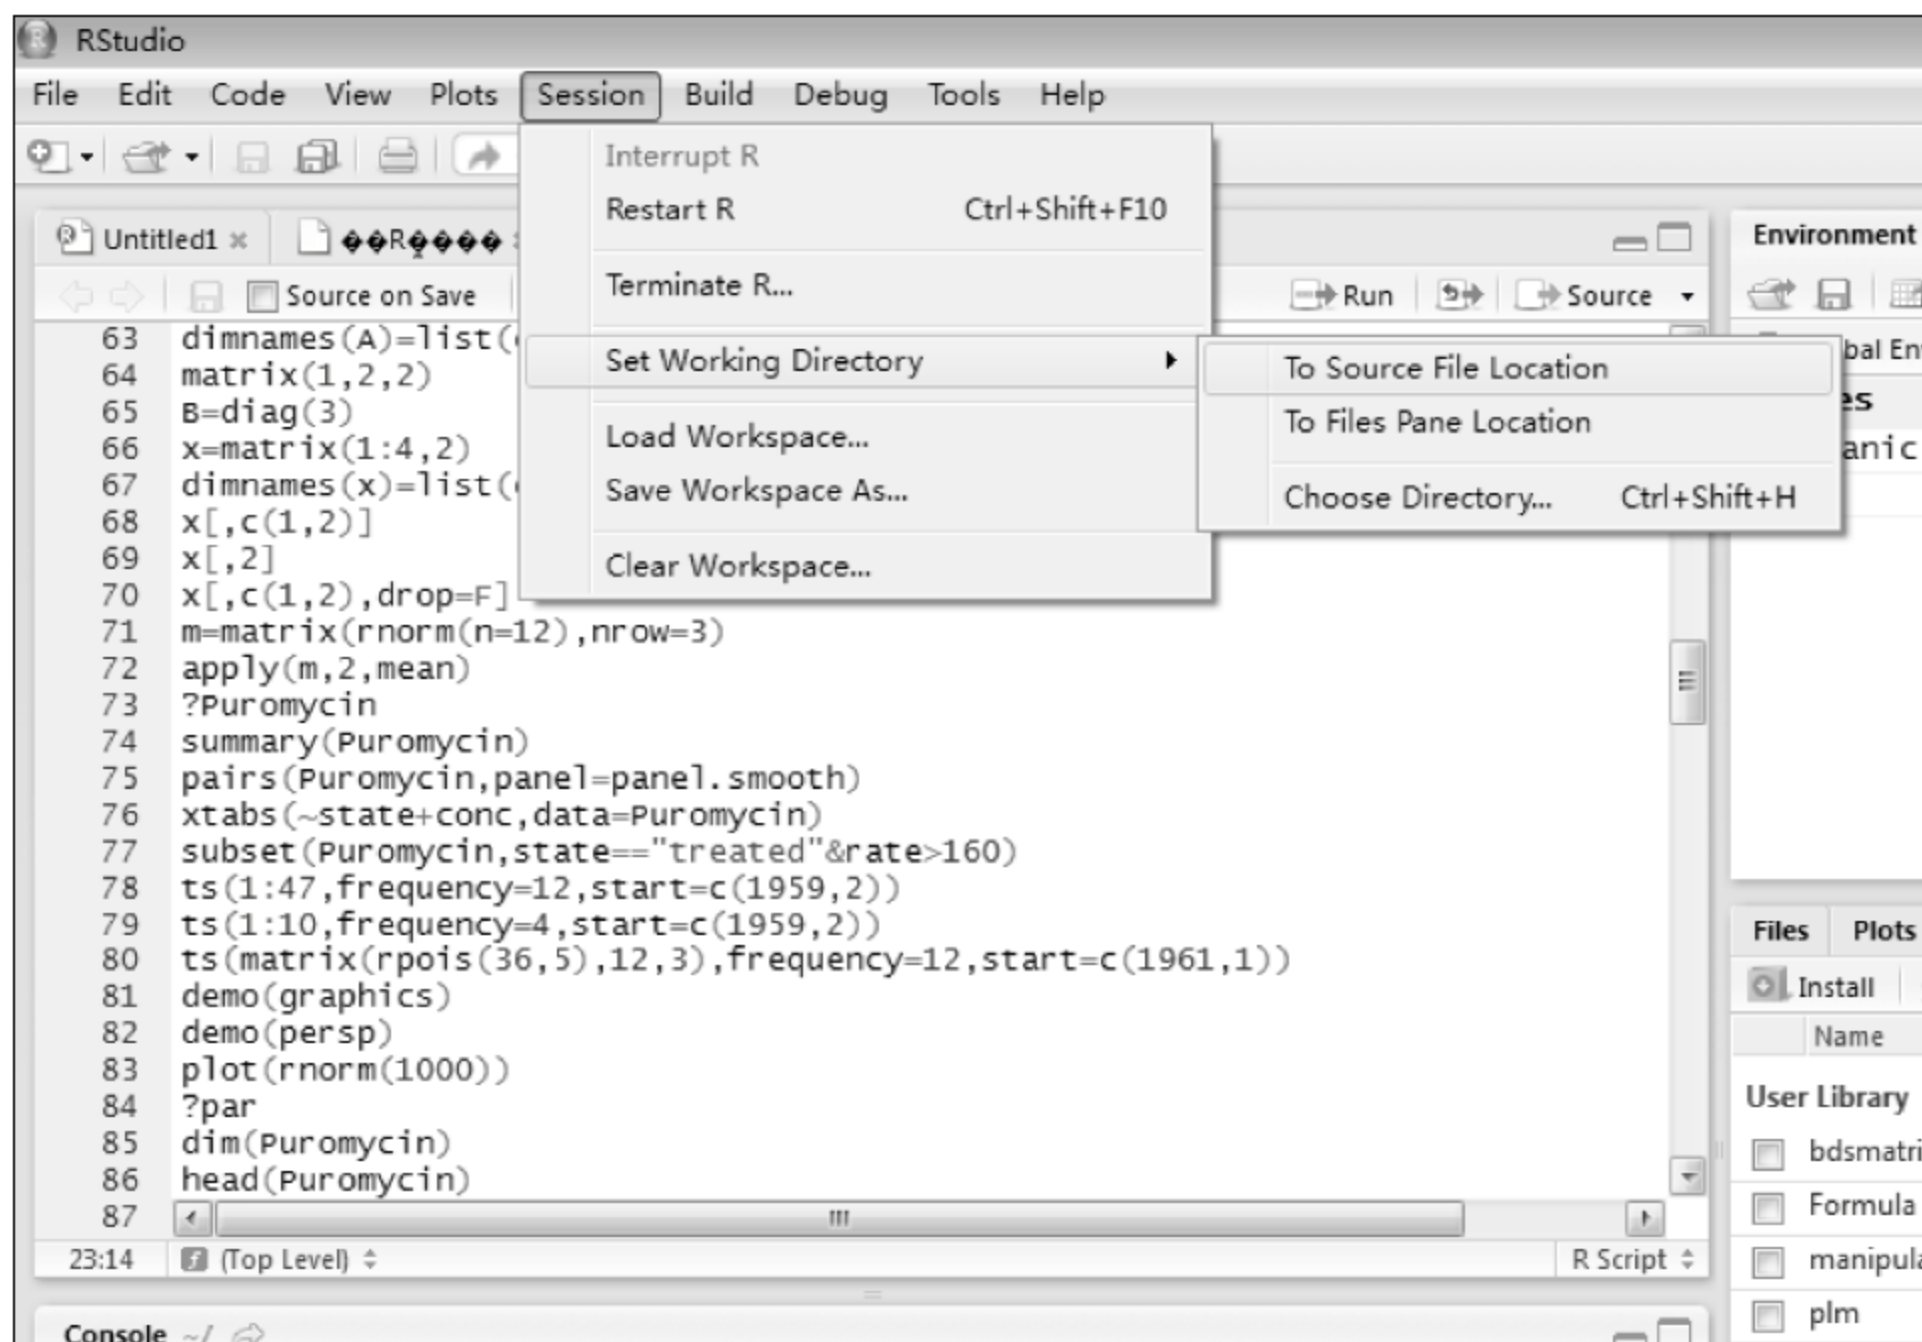 RStudio
File Edit Code View Plots Session Build Debug Tools Help
Interrupt R
Restart R Ctrl+Shift+F10
Terminate R...
Set Working Directory
Load Workspace...
Save Workspace As...
Clear Workspace...
To Source File Location
To Files Pane Location
Choose Directory... Ctrl+Shift+H
Untitled1 ��R�̳���
Source on Save Run Source
63 dimnames(A)=list(
64 matrix(1,2,2)
65 B=diag(3)
66 x=matrix(1:4,2)
67 dimnames(x)=list(
68 x[,c(1,2)]
69 x[,2]
70 x[,c(1,2),drop=F]
71 m=matrix(rnorm(n=12),nrow=3)
72 apply(m,2,mean)
73 ?Puromycin
74 summary(Puromycin)
75 pairs(Puromycin,panel=panel.smooth)
76 xtabs(~state+conc,data=Puromycin)
77 subset(Puromycin,state=="treated"&rate>160)
78 ts(1:47,frequency=12,start=c(1959,2))
79 ts(1:10,frequency=4,start=c(1959,2))
80 ts(matrix(rpois(36,5),12,3),frequency=12,start=c(1961,1))
81 demo(graphics)
82 demo(persp)
83 plot(rnorm(1000))
84 ?par
85 dim(Puromycin)
86 head(Puromycin)
87
23:14 (Top Level) R Script
Console ~/
Environment
bal En
es
anic
Files Plots
Install
Name
User Library
bdsmatri
Formula
manipula
plm